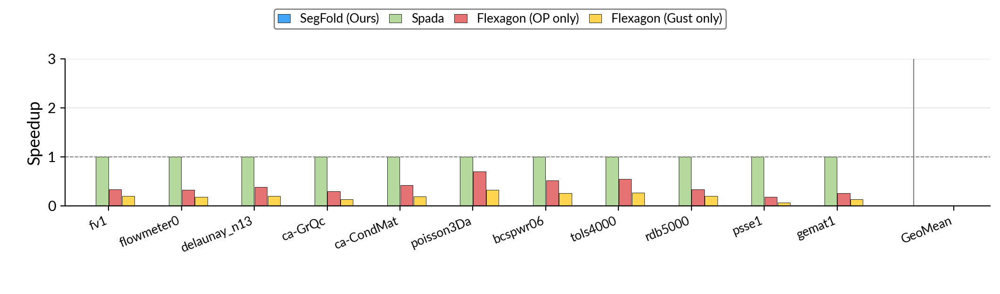 SegFold (Ours) Spada Flexagon (OP only) Flexagon (Gust only)
Speedup
3
2
1
0
fv1 flowmeter0 delaunay_n13 ca-GrQc ca-CondMat poisson3Da bcspwr06 tols4000 rdb5000 psse1 gemat1 GeoMean